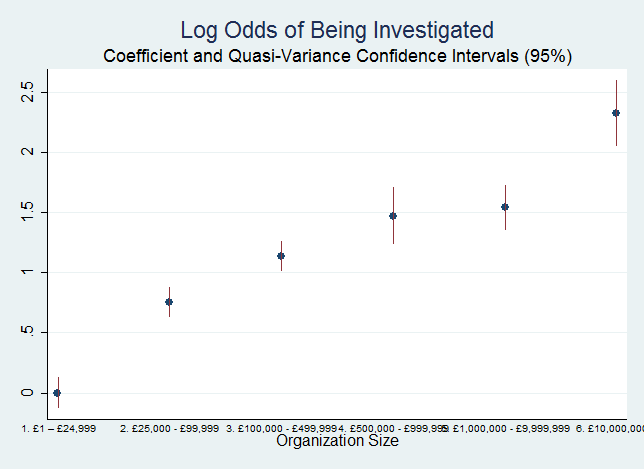 Log Odds of Being Investigated
Coefficient and Quasi-Variance Confidence Intervals (95%)
2.5
2
1.5
1
.5
0
1. £1 – £24,999 2. £25,000 - £99,999 3. £100,000 - £499,999 4. £500,000 - £999,999 5. £1,000,000 - £9,999,999 6. £10,000,00
Organization Size